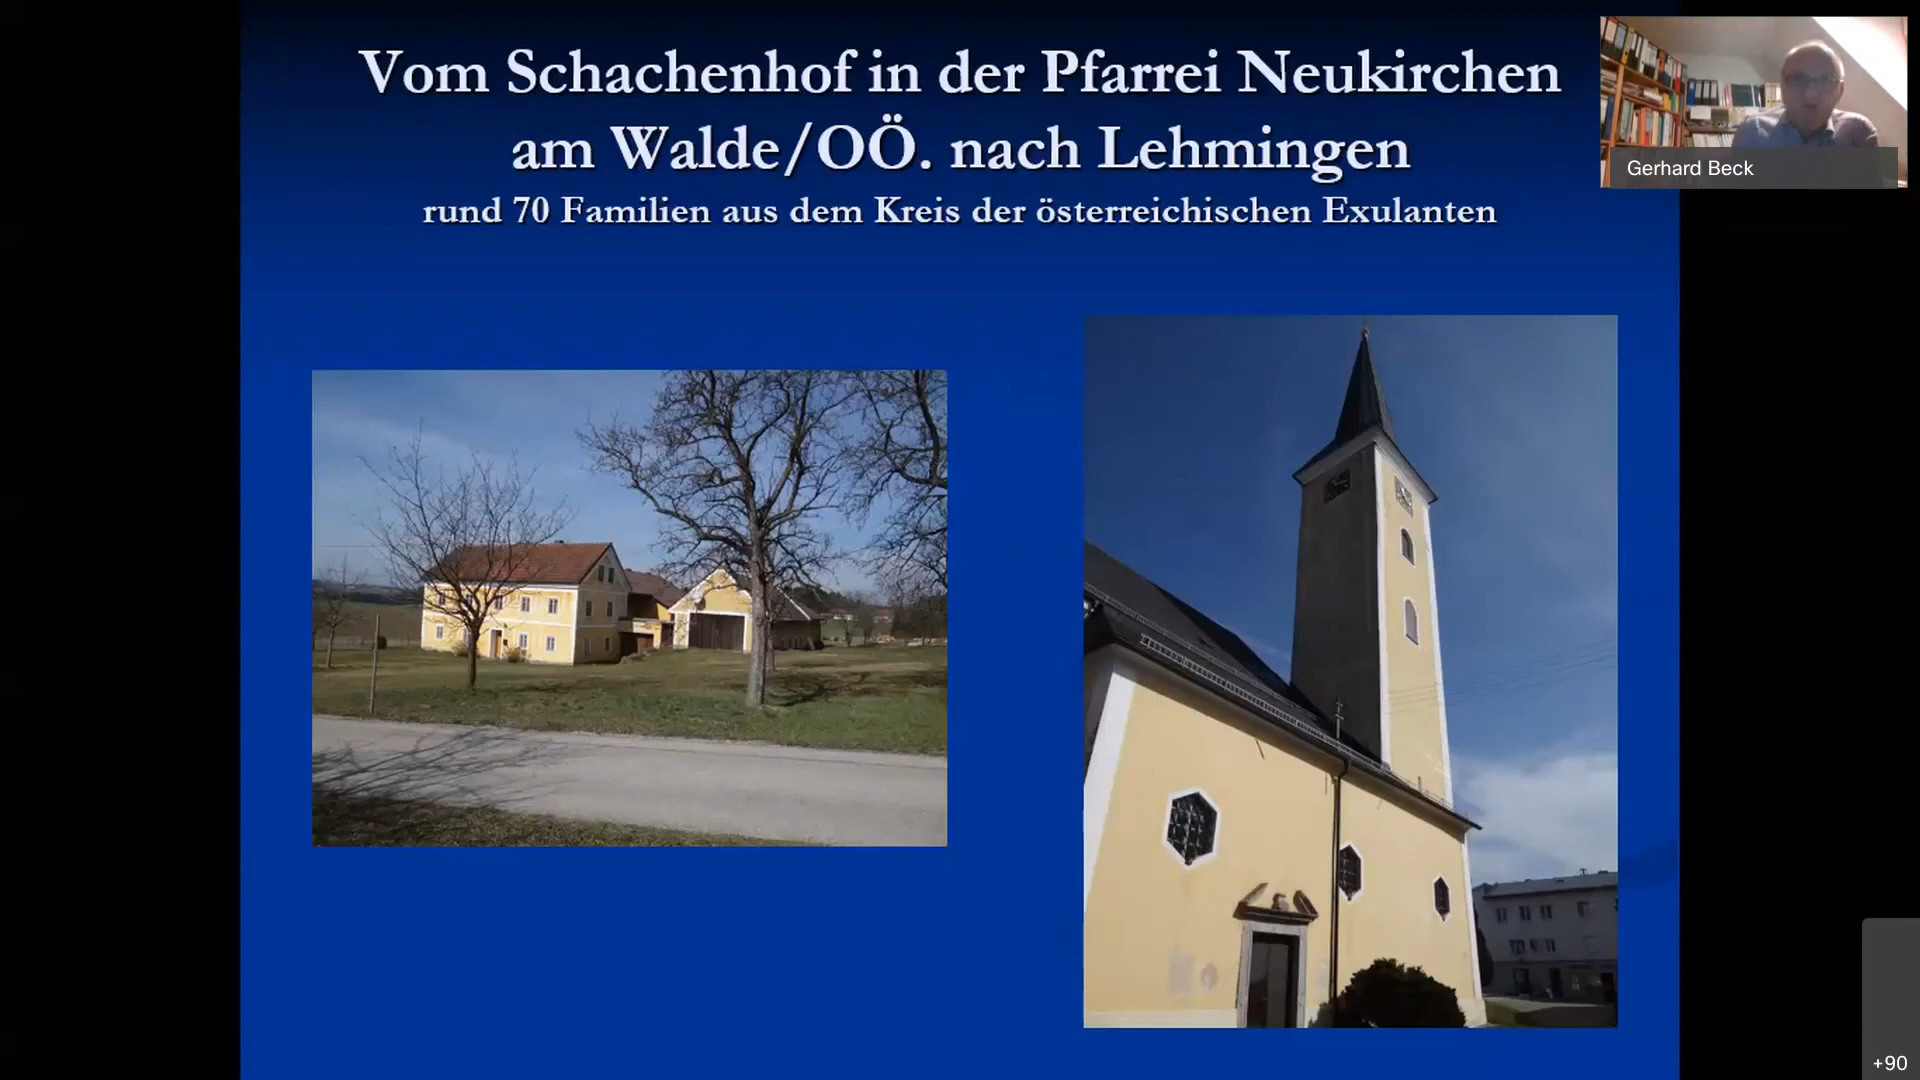 Vom Schachenhof in der Pfarrei Neukirchen
am Walde/OÖ. nach Lehmingen
rund 70 Familien aus dem Kreis der österreichischen Exulanten
Gerhard Beck
+90